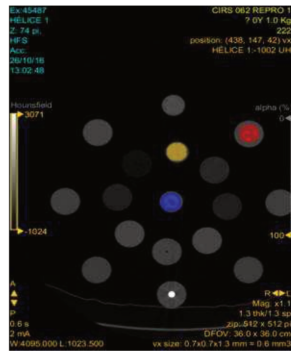 Ex:45487
HÉLICE 1
Z: 74 pi.
HFS
Acc:
26/10/16
13:02:48
CIRS 062 REPRO 1
? 0Y 1.0 Kg
222
position: (438, 147, 42) vx
HÉLICE 1:-1002 UH
Hounsfield
3071
-1024
alpha (%
0
100
A
P
0.6 s
2 mA
W:4095.000 L:1023.500
R L
Mag. x1.1
1.3 thk/1.3 sp
zip:512 x 512 pi
DFOV: 36.0 x 36.0 cm
vx size: 0.7x0.7x1.3 mm = 0.6 mm3